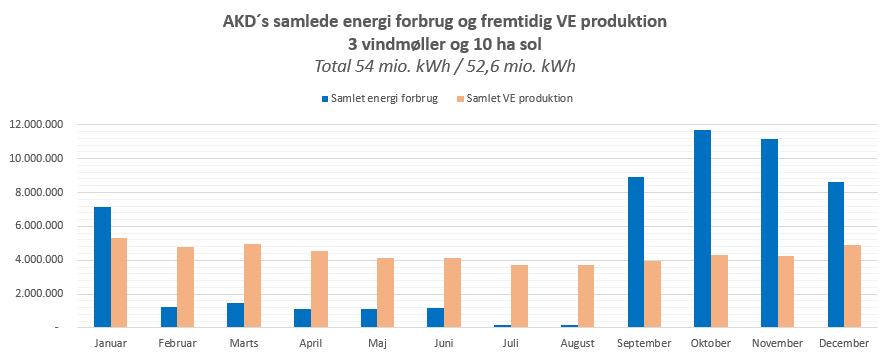 AKD´s samlede energi forbrug og fremtidig VE produktion
3 vindmøller og 10 ha sol
Total 54 mio. kWh / 52,6 mio. kWh
Samlet energi forbrug Samlet VE produktion
12.000.000
10.000.000
8.000.000
6.000.000
4.000.000
2.000.000
-
Januar Februar Marts April Maj Juni Juli August September Oktober November December